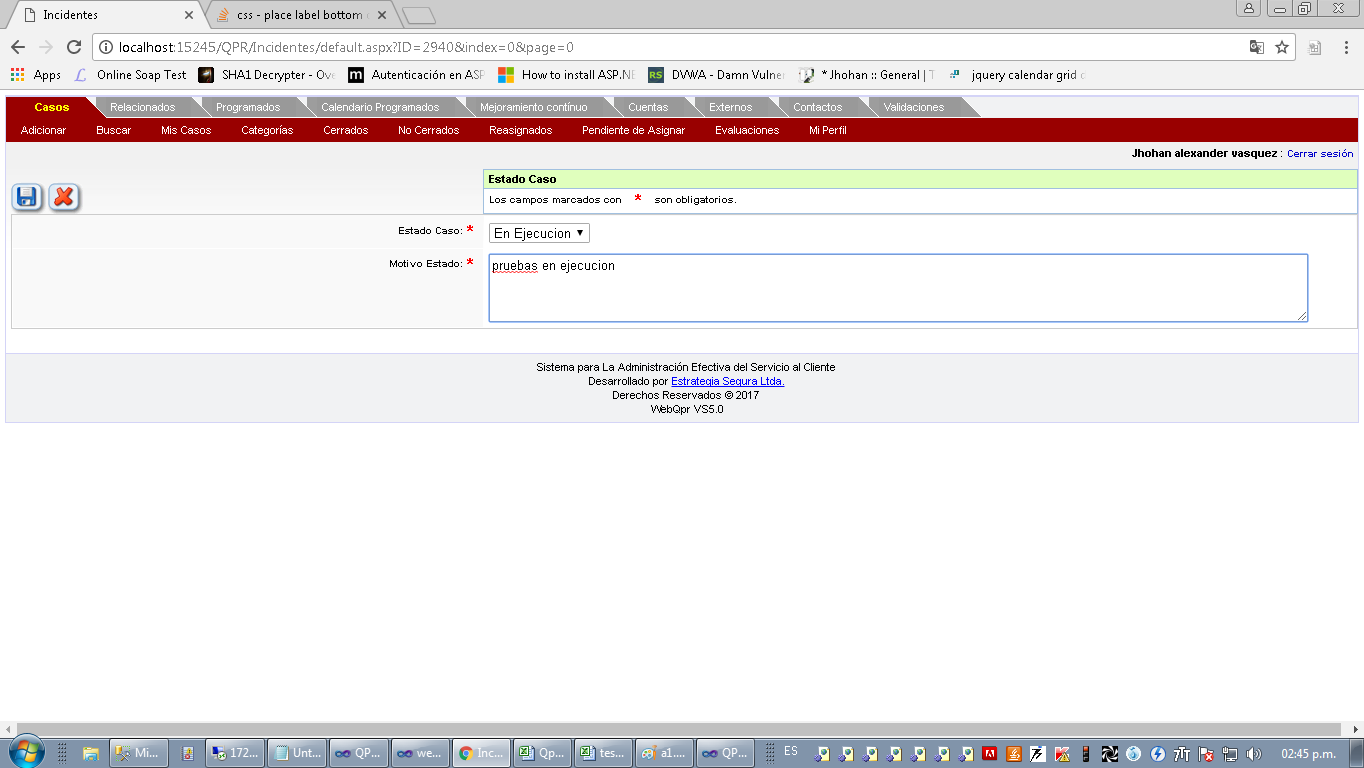 Incidentes
css - place label bottom
localhost:15245/QPR/Incidentes/default.aspx?ID=2940&index=0&page=0
Apps
Online Soap Test
SHA1 Decrypter - Ove
Autenticación en ASP
How to install ASP.NE
DVWA - Damn Vulner
* Jhohan :: General | T
jquery calendar grid
Casos Relacionados Programados Calendario Programados Mejoramiento contínuo Cuentas Externos Contactos Validaciones
Adicionar Buscar Mis Casos Categorías Cerrados No Cerrados Reasignados Pendiente de Asignar Evaluaciones Mi Perfil
Jhohan alexander vasquez : Cerrar sesión
Estado Caso
Los campos marcados con * son obligatorios.
Estado Caso: * En Ejecucion
Motivo Estado: * pruebas en ejecucion
Sistema para La Administración Efectiva del Servicio al Cliente
Desarrollado por Estrategia Segura Ltda.
Derechos Reservados © 2017
WebQpr VS5.0
Mi... 172... Unt... QP... we... Inc... Qp... tes... a1.... QP... ES 02:45 p.m.